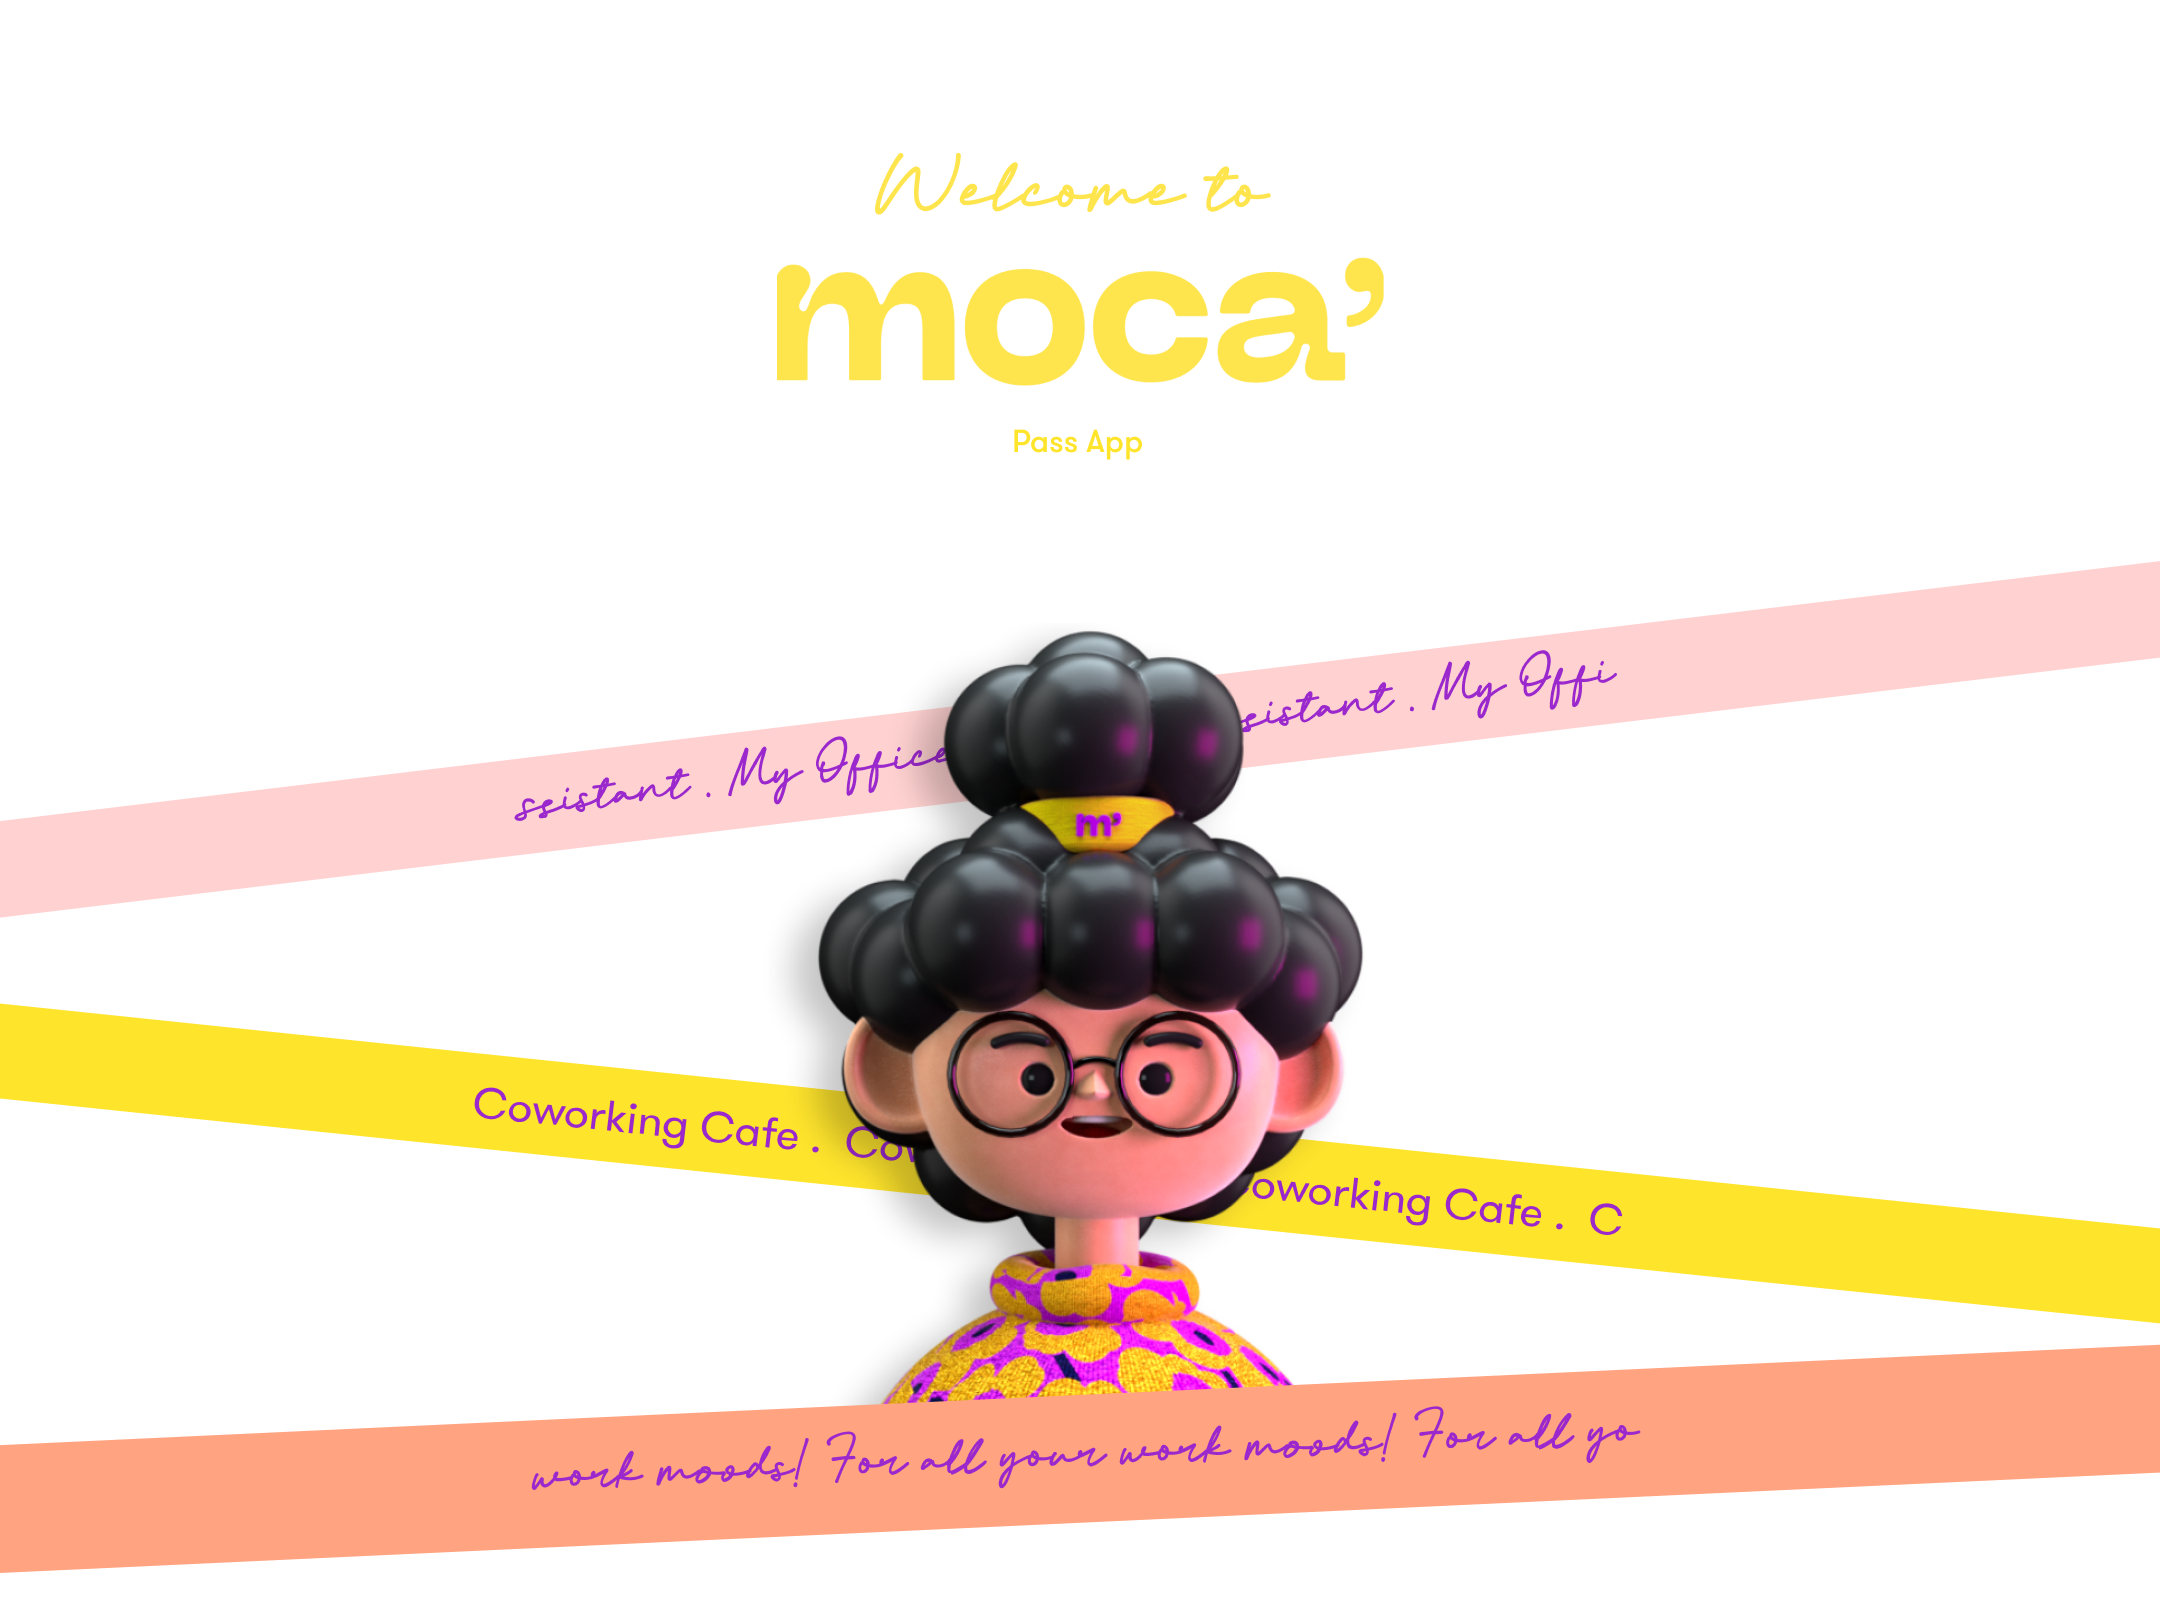 Welcome to
moca’
Pass App
ssistant . My Office
sistant . My Offi
m’
Coworking Cafe . Cow
oworking Cafe . C
work moods! For all your work moods! For all yo